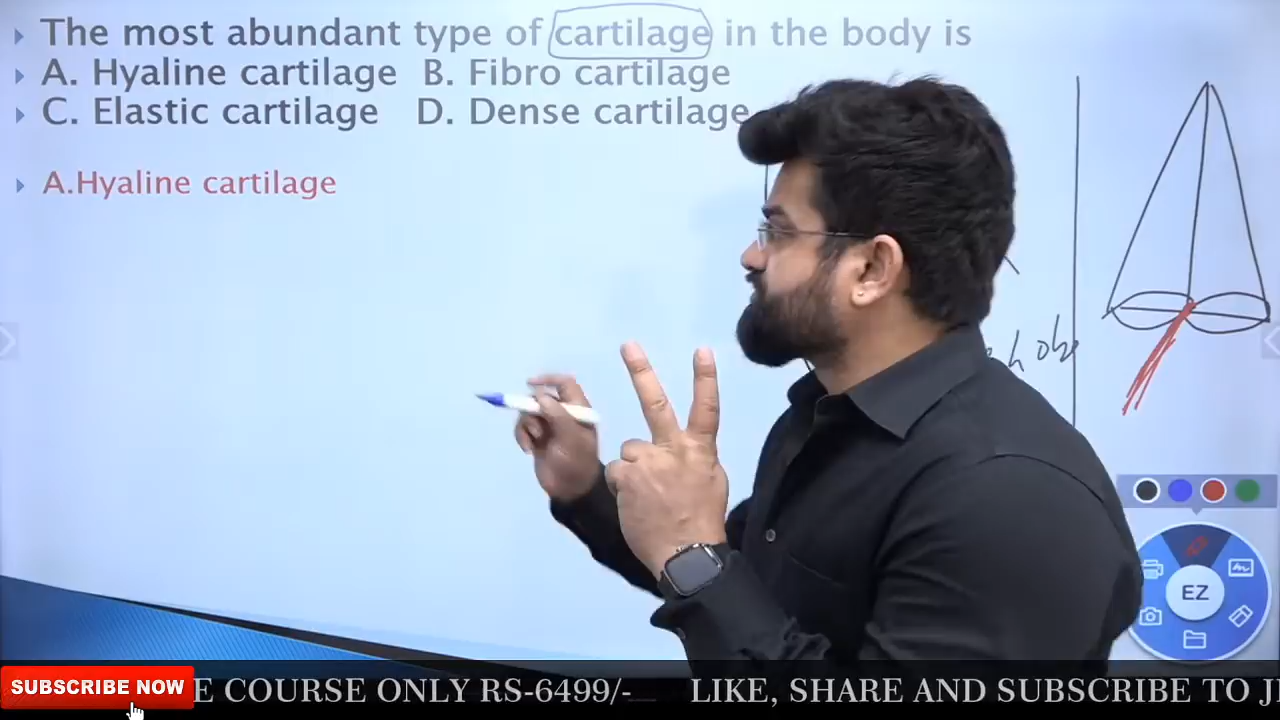 The most abundant type of cartilage in the body is
A. Hyaline cartilage B. Fibro cartilage
C. Elastic cartilage D. Dense cartilage
A.Hyaline cartilage
EZ
SUBSCRIBE NOW
E COURSE ONLY RS-6499/- LIKE, SHARE AND SUBSCRIBE TO